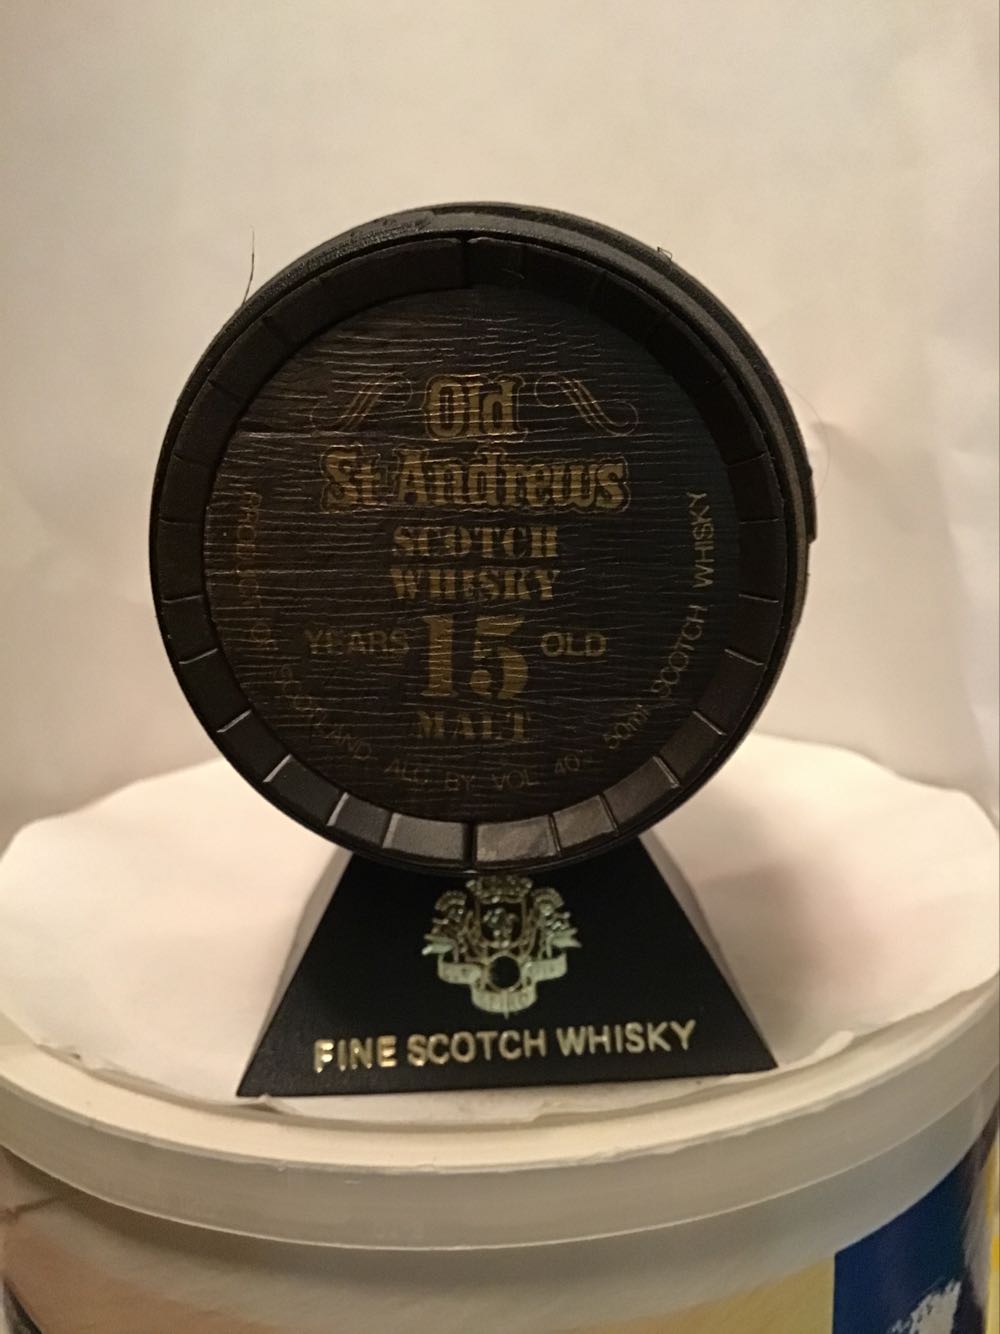 Old
St Andrews
SCOTCH
WHISKY
YEARS 15 OLD
MALT
PRODUCT OF SCOTLAND ALC BY VOL 40 50ml SCOTCH WHISKY
FINE SCOTCH WHISKY